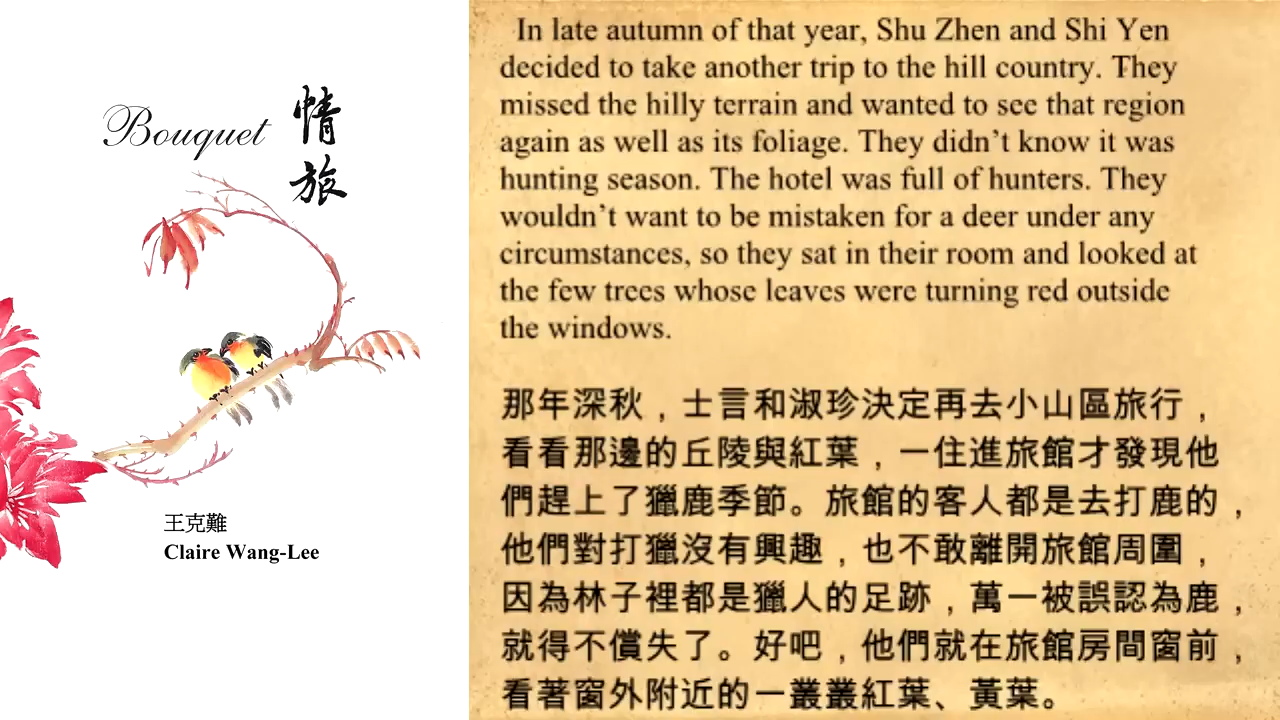 Bouquet
情旅
王克難
Claire Wang-Lee
In late autumn of that year, Shu Zhen and Shi Yen
decided to take another trip to the hill country. They
missed the hilly terrain and wanted to see that region
again as well as its foliage. They didn't know it was
hunting season. The hotel was full of hunters. They
wouldn't want to be mistaken for a deer under any
circumstances, so they sat in their room and looked at
the few trees whose leaves were turning red outside
the windows.
那年深秋，士言和淑珍決定再去小山區旅行，
看看那邊的丘陵與紅葉，一住進旅館才發現他
們趕上了獵鹿季節。旅館的客人都是去打鹿的，
他們對打獵沒有興趣，也不敢離開旅館周圍，
因為林子裡都是獵人的足跡，萬一被誤認為鹿，
就得不償失了。好吧，他們就在旅館房間窗前，
看著窗外附近的一叢叢紅葉、黃葉。